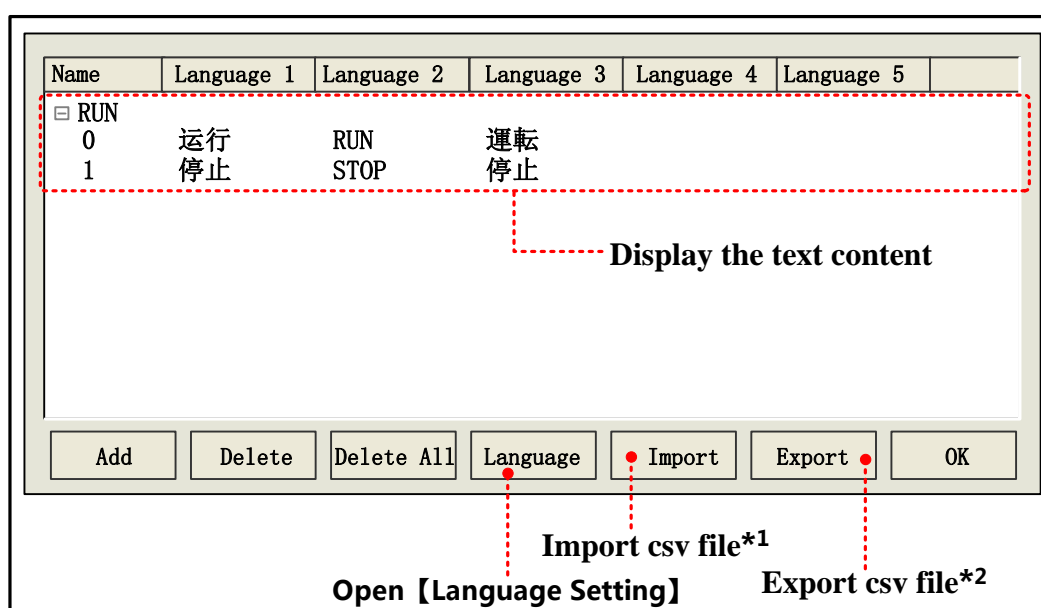 Name Language 1 Language 2 Language 3 Language 4 Language 5
RUN
0 运行 RUN 運転
1 停止 STOP 停止
Display the text content
Add Delete Delete All Language Import Export OK
Import csv file*1
Export csv file*2
Open【Language Setting】